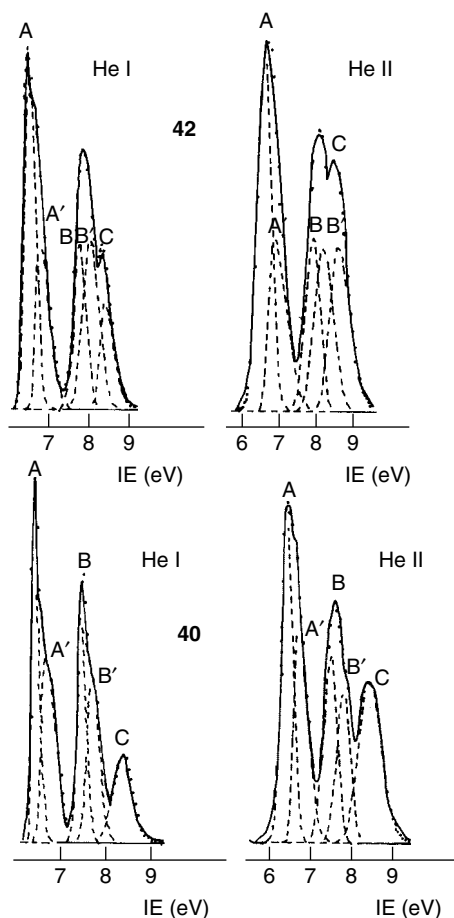 A
He I
He II
42
C
A′
B B′ C
A′ B B′
7 8 9
6 7 8 9
IE (eV)
IE (eV)
A
A
He I
He II
B
B
40
A′
A′
B′
B′
C
C
7 8 9
6 7 8 9
IE (eV)
IE (eV)